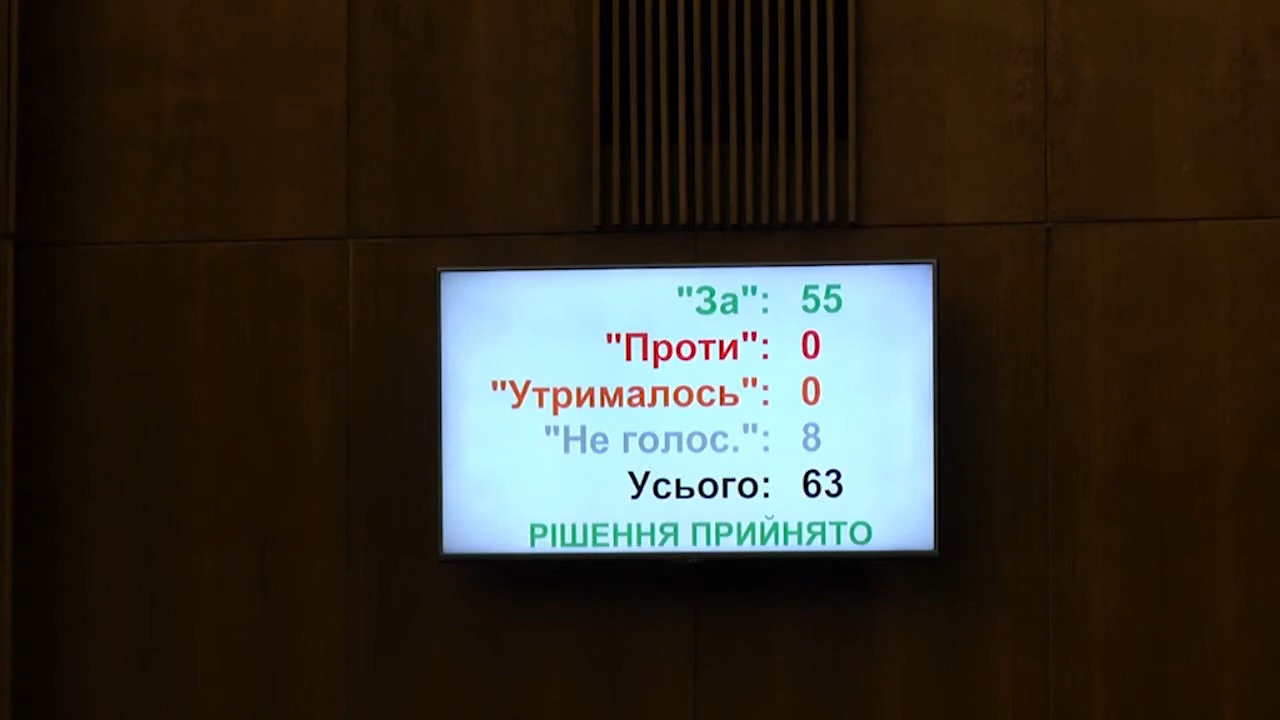 "За": 55
"Проти": 0
"Утрималось": 0
"Не голос.": 8
Усього: 63
РІШЕННЯ ПРИЙНЯТО